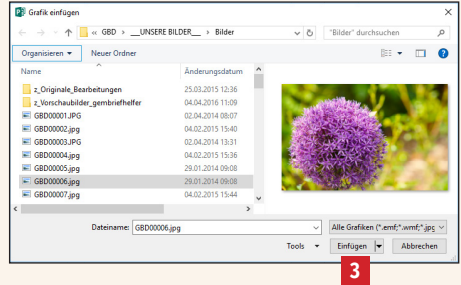 Grafik einfügen
« GBD > __UNSERE BILDER__ > Bilder
"Bilder" durchsuchen
Organisieren
Neuer Ordner
Name
Änderungsdatum
z_Originale_Bearbeitungen 25.03.2015 12:36
z_Vorschaubilder_gembriefhelfer 04.04.2016 11:09
GBD00001.JPG 02.04.2014 08:07
GBD00002.jpg 04.02.2015 15:40
GBD00003.JPG 02.04.2014 13:31
GBD00004.jpg 04.02.2015 15:36
GBD00005.jpg 29.01.2014 09:08
GBD00006.jpg 29.01.2014 09:08
GBD00007.jpg 04.02.2015 15:44
Dateiname: GBD00006.jpg
Alle Grafiken (*.emf;*.wmf;*.jpg
Tools
Einfügen
Abbrechen
3